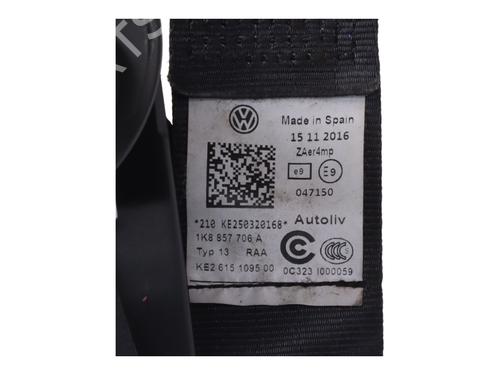 Made in Spain
15 11 2016
ZAer4mp
e9 E9
047150
*210 KE250320168*
Autoliv
1K8 857 706 A
Typ 13 RAA
KE2 615 1095 00
0C323 I000059